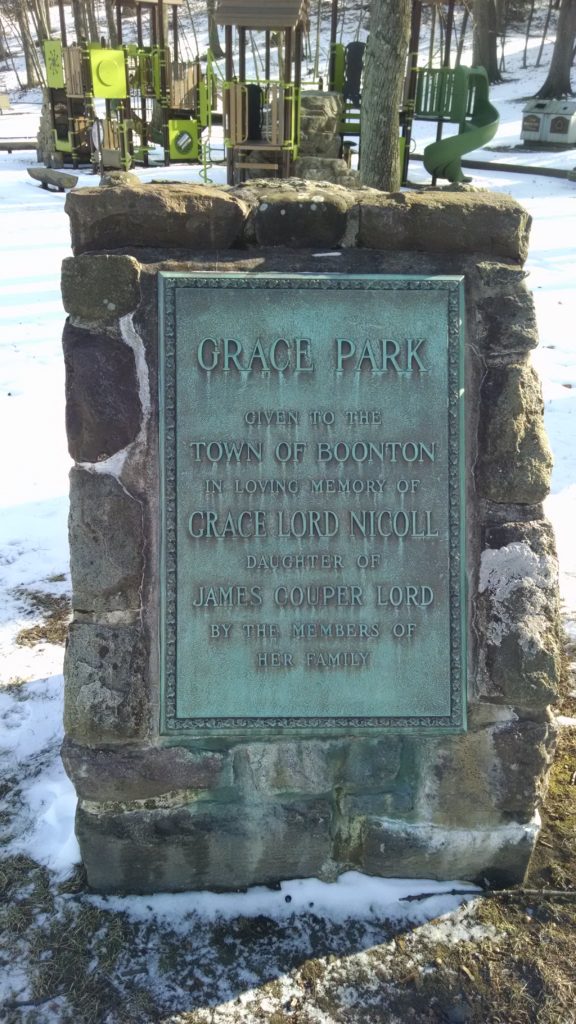 GRACE PARK
GIVEN TO THE
TOWN OF BOONTON
IN LOVING MEMORY OF
GRACE LORD NICOLL
DAUGHTER OF
JAMES COUPER LORD
BY THE MEMBERS OF
HER FAMILY